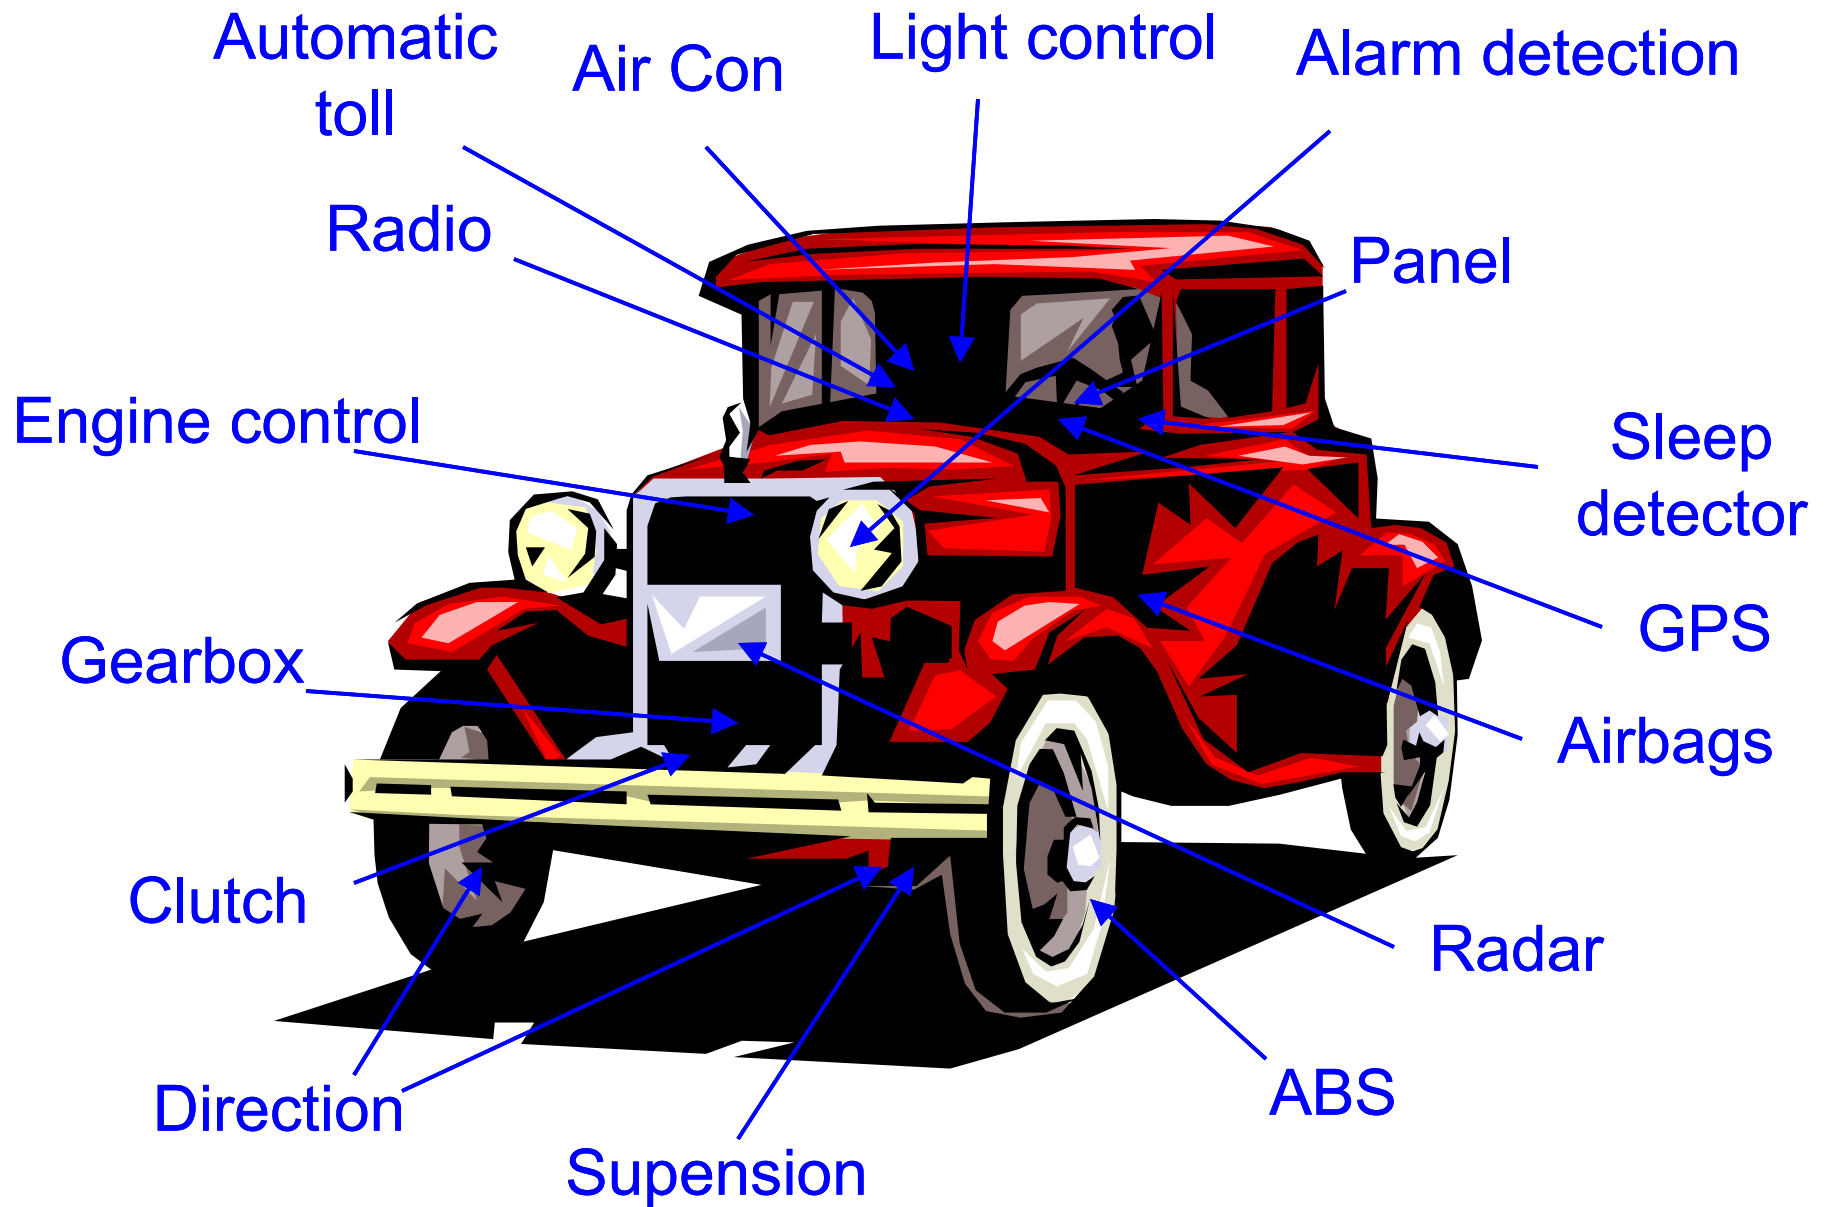 Automatic
toll
Air Con
Light control
Alarm detection
Radio
Panel
Engine control
Sleep
detector
GPS
Gearbox
Airbags
Clutch
Radar
Direction
ABS
Supension